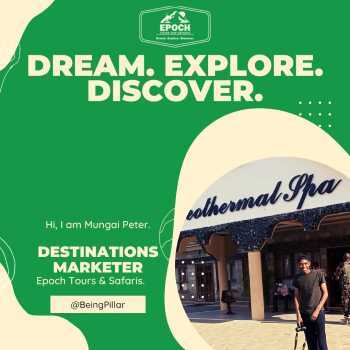 EPOCH
DREAM. EXPLORE.
DISCOVER.
eothermal Spa
Hi, I am Mungai Peter.
DESTINATIONS
MARKETER
Epoch Tours & Safaris.
@BeingPillar